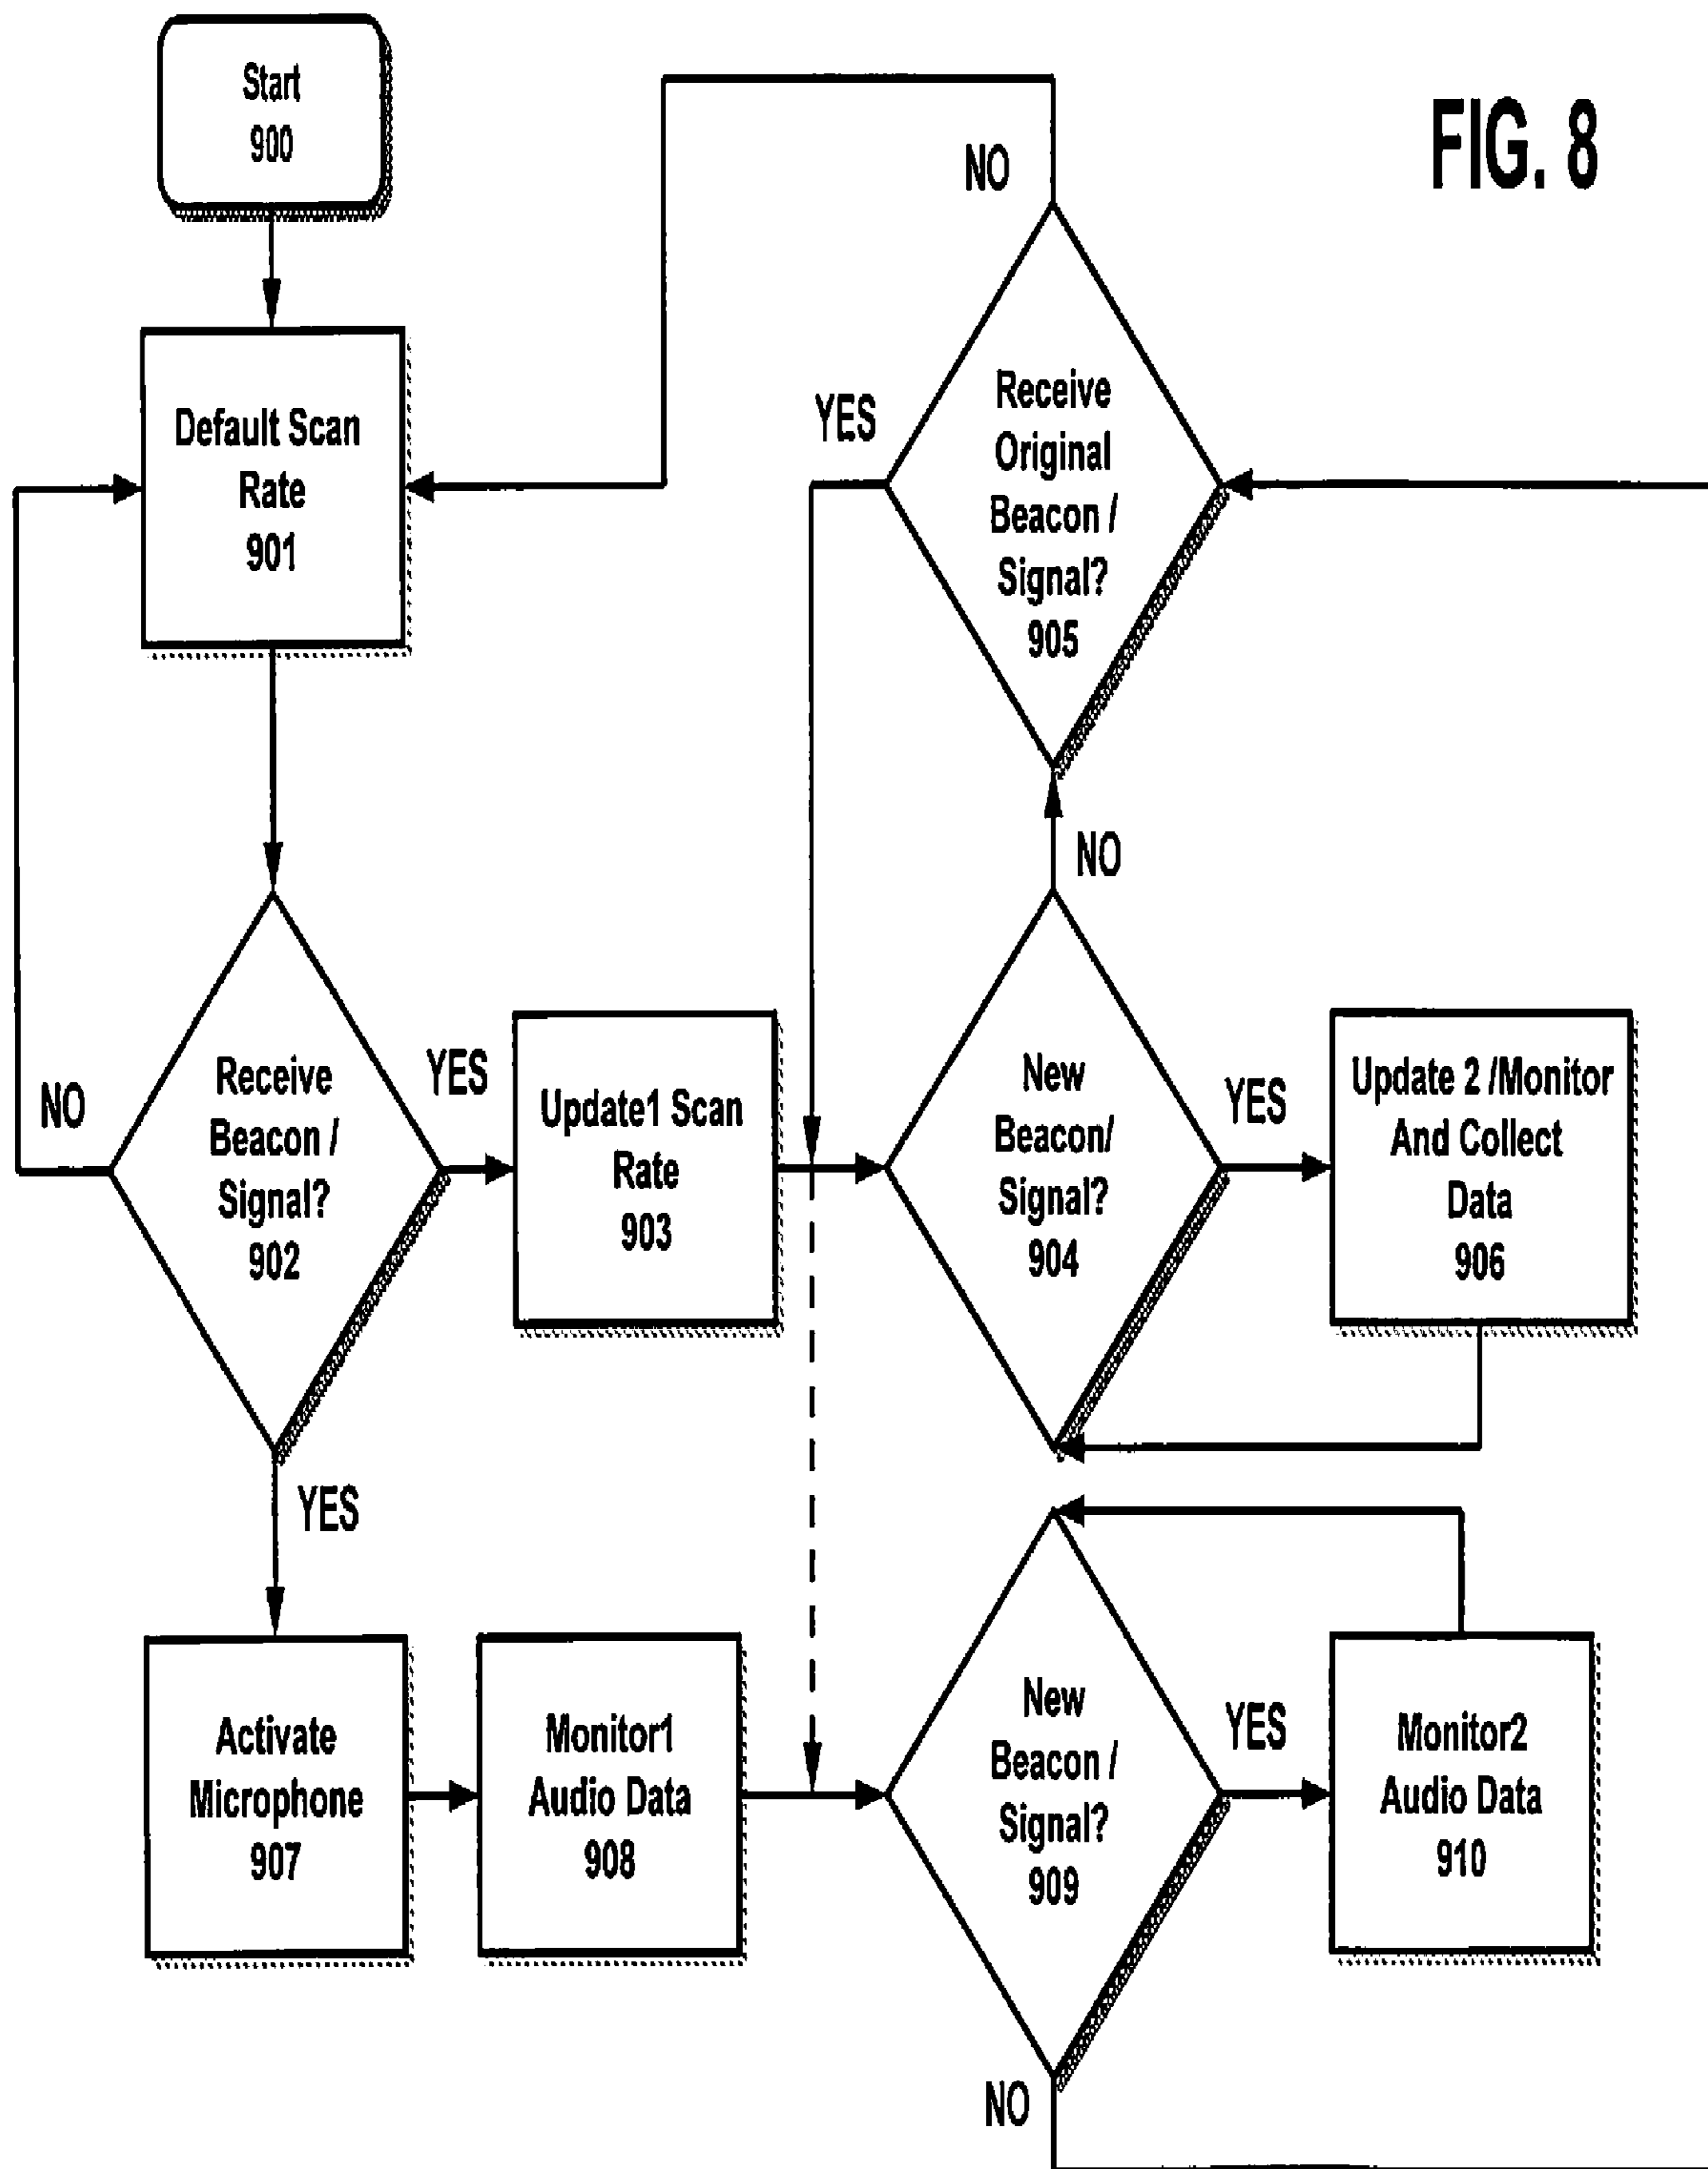 FIG. 8
Start
900
Default Scan
Rate
901
NO
YES
Receive
Original
Beacon /
Signal?
905
NO
NO
Receive
Beacon /
Signal?
902
YES
Update1 Scan
Rate
903
New
Beacon/
Signal?
904
YES
Update 2 /Monitor
And Collect
Data
906
YES
Activate
Microphone
907
Monitor1
Audio Data
908
New
Beacon /
Signal?
909
YES
Monitor2
Audio Data
910
NO